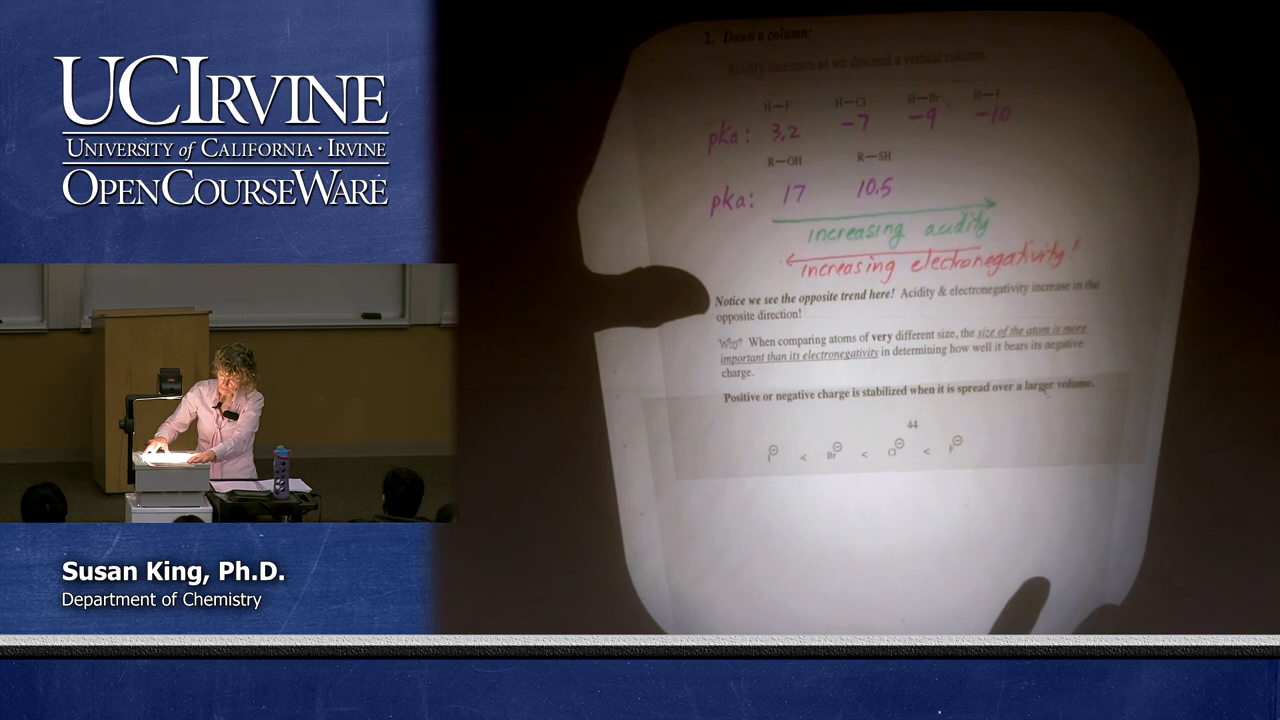 UCIRVINE
UNIVERSITY of CALIFORNIA · IRVINE
OPENCOURSEWARE
Susan King, Ph.D.
Department of Chemistry
2. Down a column:
Acidity increases as we descend a vertical column.
H—F H—Cl H—Br H—I
pka: 3.2 -7 -9 -10
R—OH R—SH
pka: 17 10.5
increasing acidity
increasing electronegativity!
Notice we see the opposite trend here! Acidity & electronegativity increase in the
opposite direction!
Why? When comparing atoms of very different size, the size of the atom is more
important than its electronegativity in determining how well it bears its negative
charge.
Positive or negative charge is stabilized when it is spread over a larger volume.
44
I⊖ < Br⊖ < Cl⊖ < F⊖